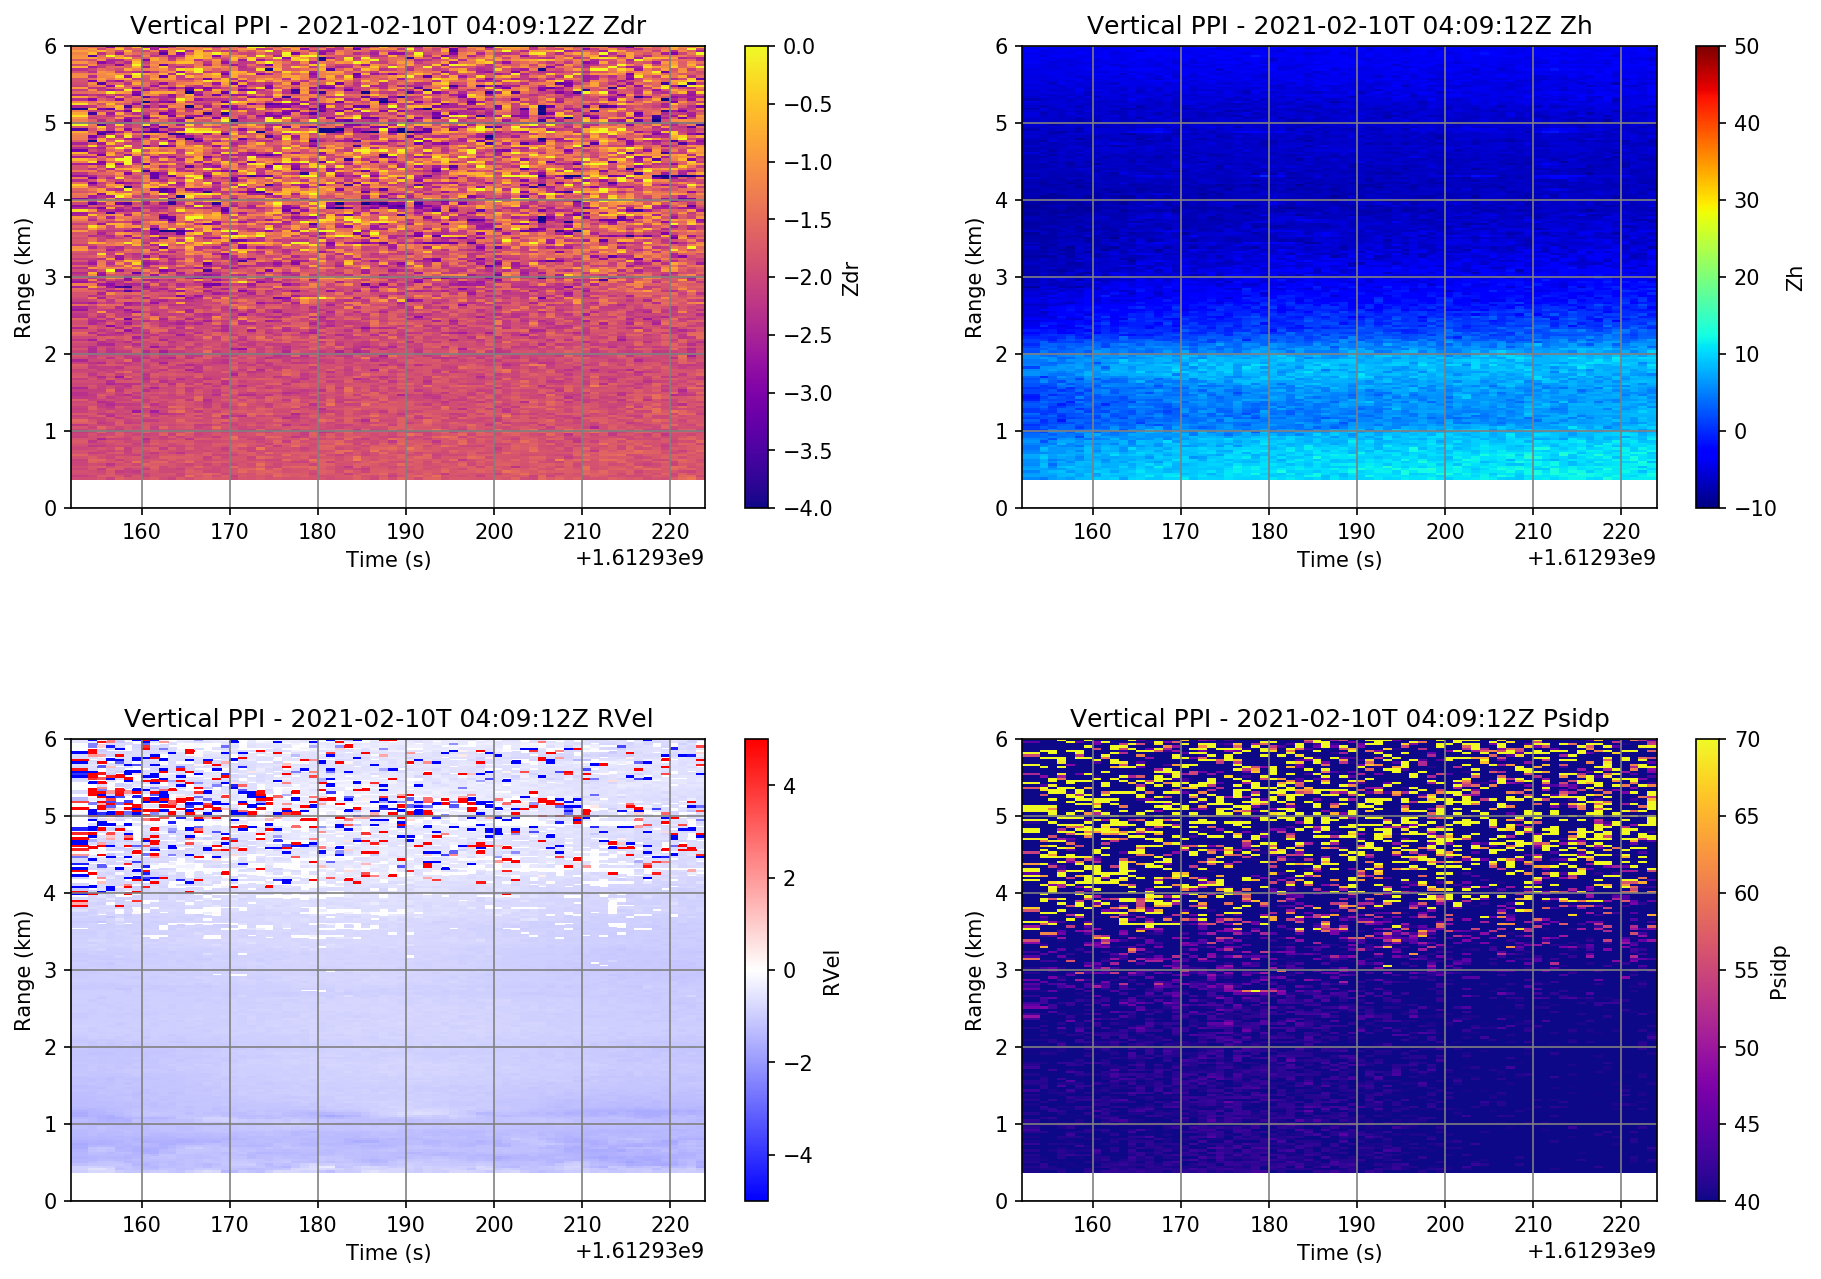 Vertical PPI - 2021-02-10T 04:09:12Z Zdr
6
5
4
3
2
1
0
Range (km)
160 170 180 190 200 210 220
Time (s)
+1.61293e9
0.0
−0.5
−1.0
−1.5
−2.0
−2.5
−3.0
−3.5
−4.0
Zdr
Vertical PPI - 2021-02-10T 04:09:12Z Zh
6
5
4
3
2
1
0
Range (km)
160 170 180 190 200 210 220
Time (s)
+1.61293e9
50
40
30
20
10
0
−10
Zh
Vertical PPI - 2021-02-10T 04:09:12Z RVel
6
5
4
3
2
1
0
Range (km)
160 170 180 190 200 210 220
Time (s)
+1.61293e9
4
2
0
−2
−4
RVel
Vertical PPI - 2021-02-10T 04:09:12Z Psidp
6
5
4
3
2
1
0
Range (km)
160 170 180 190 200 210 220
Time (s)
+1.61293e9
70
65
60
55
50
45
40
Psidp